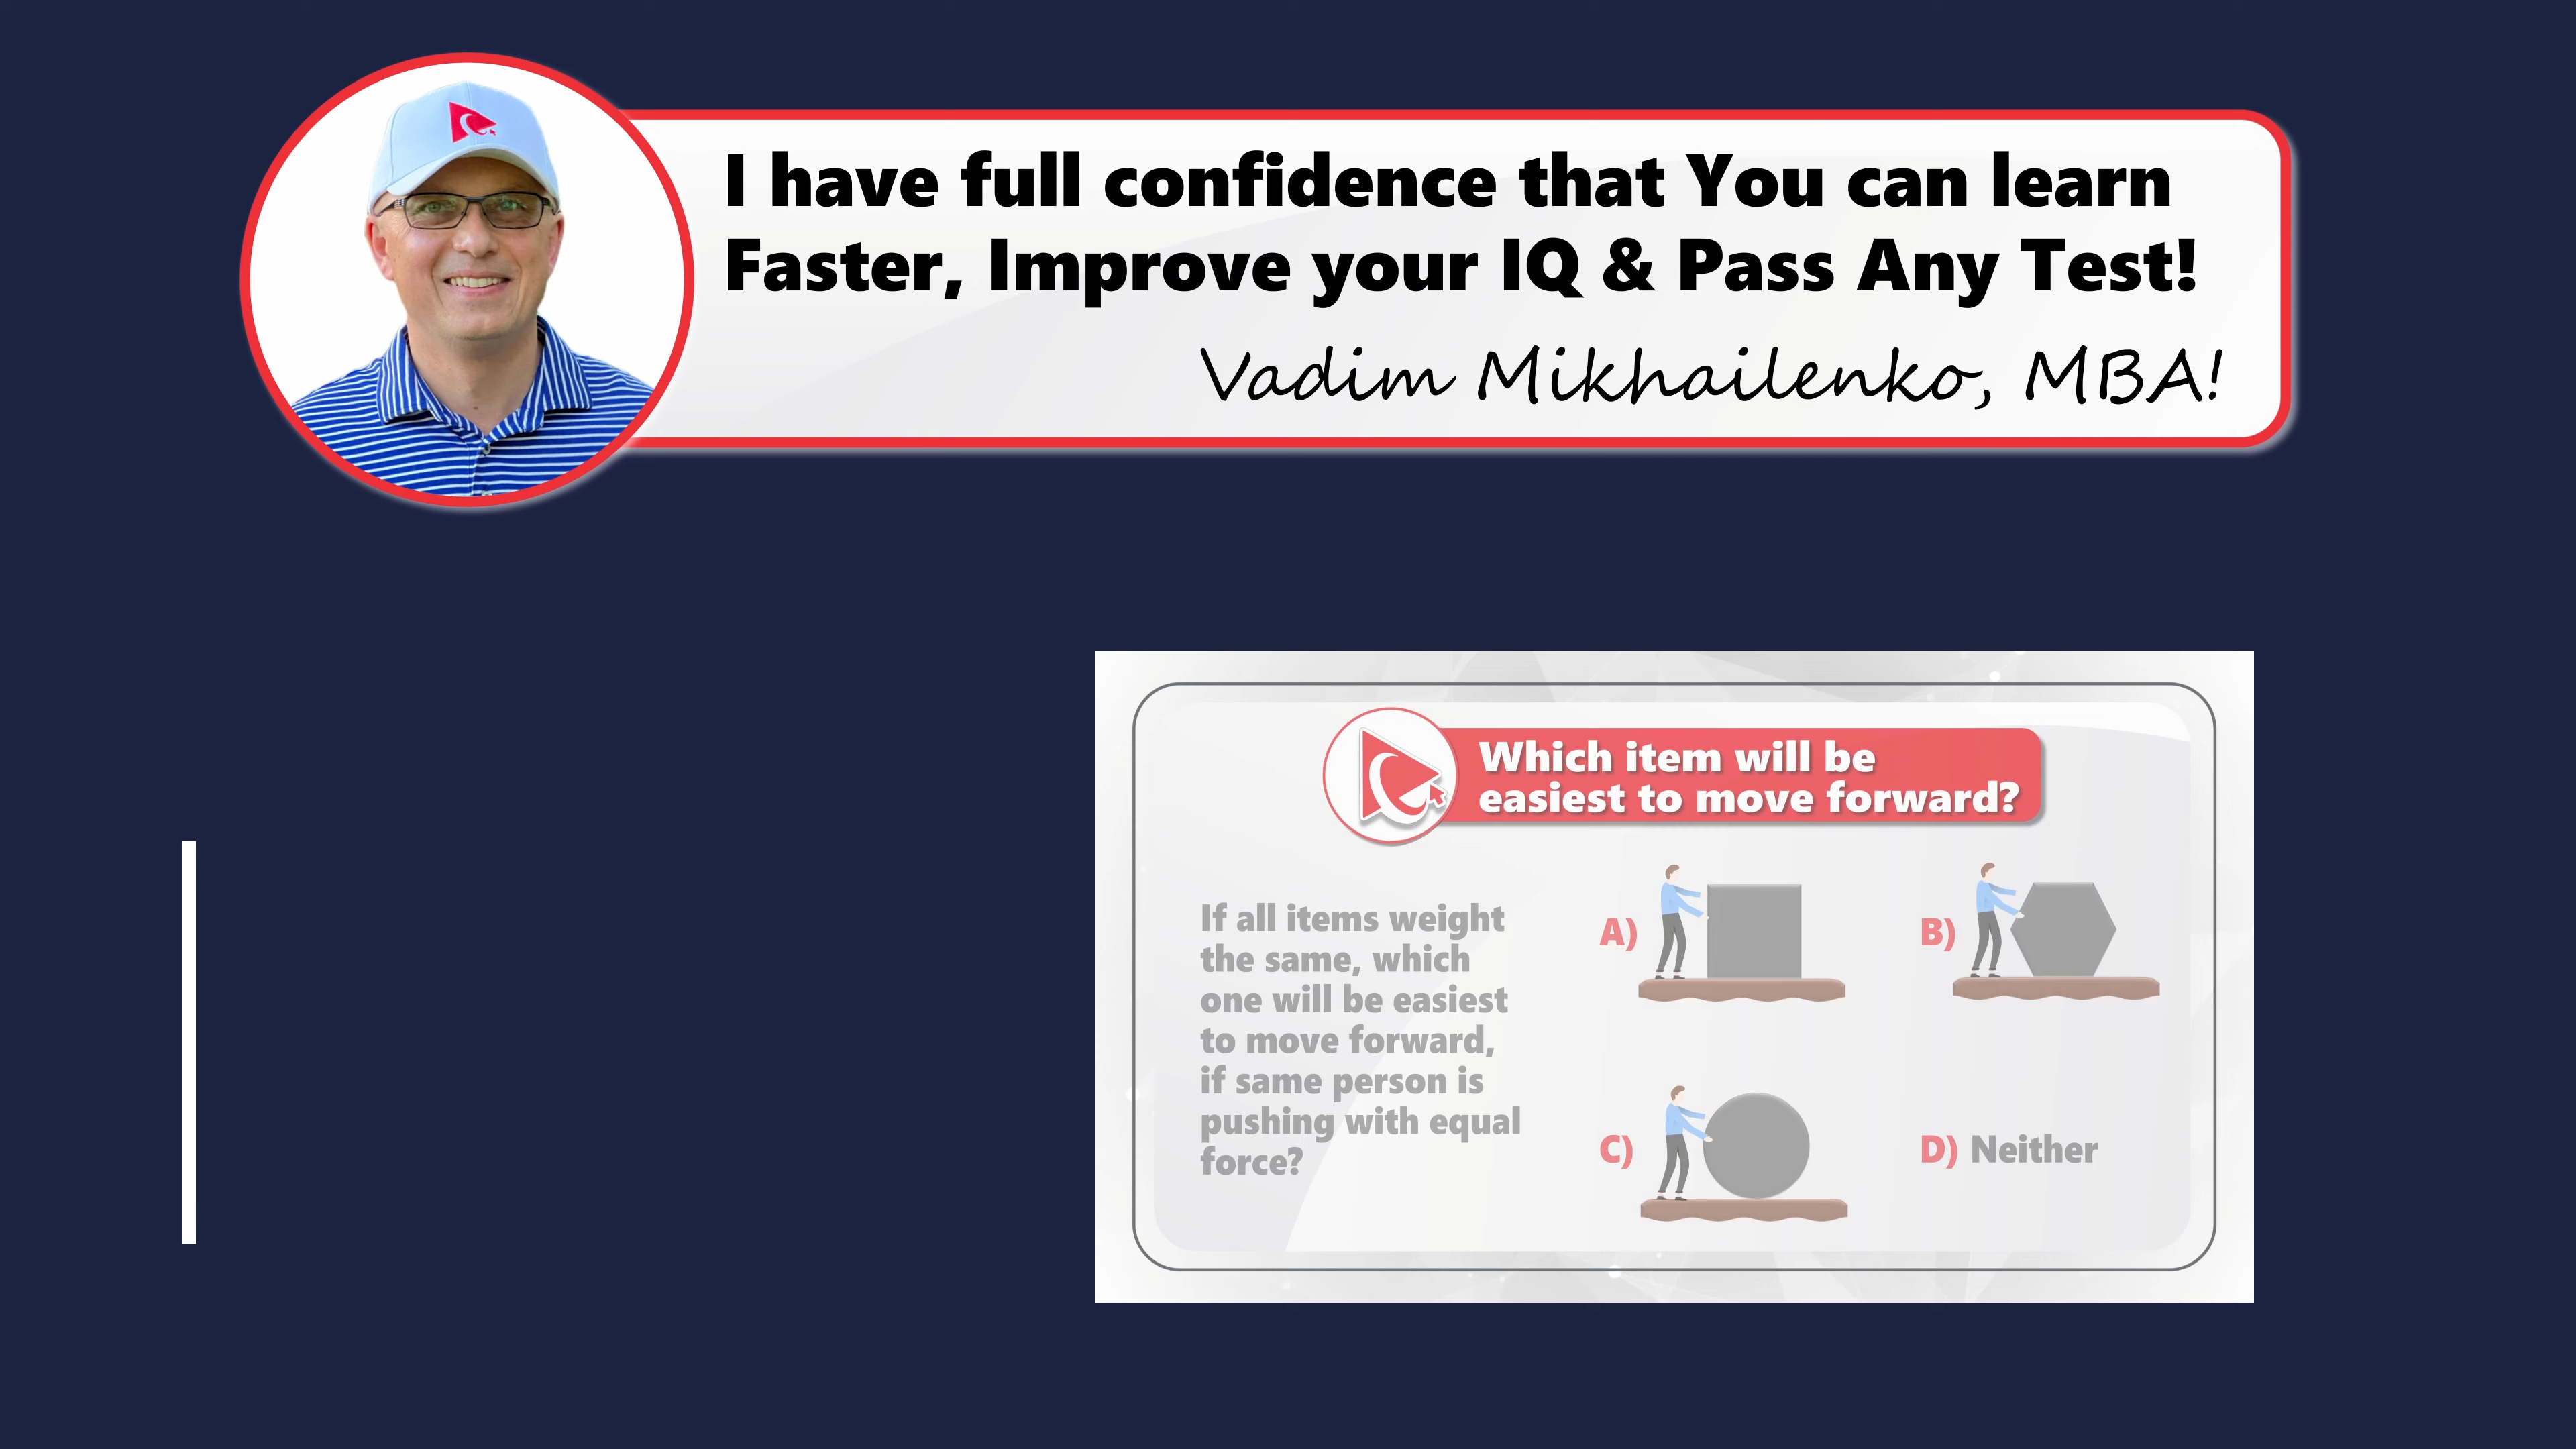 I have full confidence that You can learn
Faster, Improve your IQ & Pass Any Test!
Vadim Mikhailenko, MBA!
Which item will be
easiest to move forward?
If all items weight
the same, which
one will be easiest
to move forward,
if same person is
pushing with equal
force?
A)
B)
C)
D) Neither